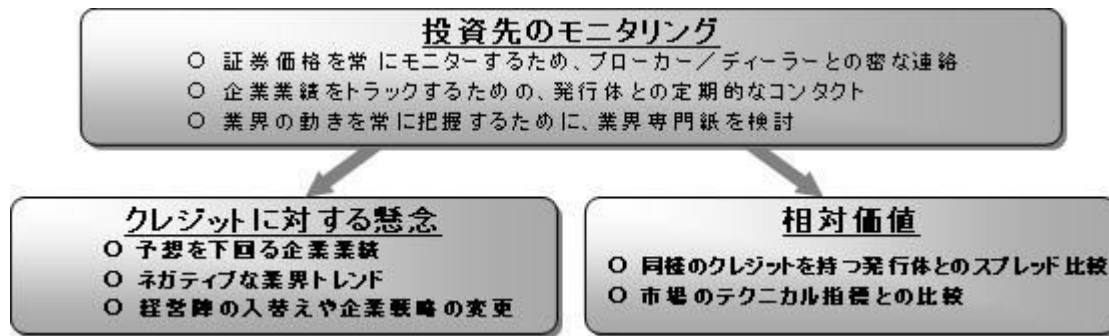 投資先のモニタリング
○ 証券価格を常にモニターするため、ブローカー／ディーラーとの密な連絡
○ 企業業績をトラックするための、発行体との定期的なコンタクト
○ 業界の動きを常に把握するために、業界専門紙を検討
クレジットに対する懸念
○ 予想を下回る企業業績
○ ネガティブな業界トレンド
○ 経営陣の入替えや企業戦略の変更
相対価値
○ 同様のクレジットを持つ発行体とのスプレッド比較
○ 市場のテクニカル指標との比較